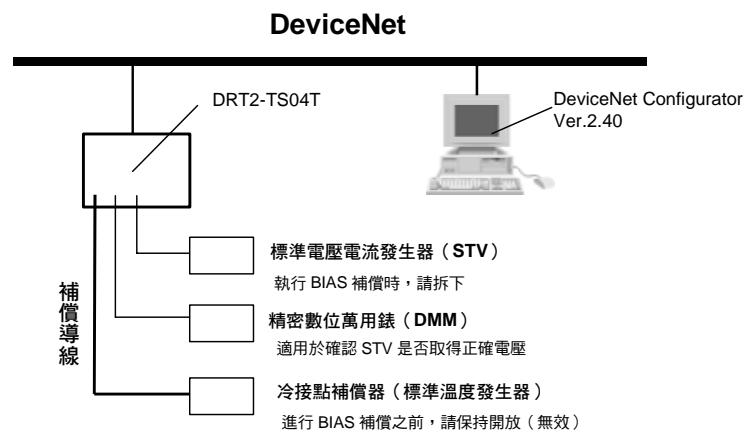 DeviceNet
DRT2-TS04T
DeviceNet Configurator
Ver.2.40
標準電壓電流發生器（STV）
執行 BIAS 補償時，請拆下
補償導線
精密數位萬用錶（DMM）
適用於確認 STV 是否取得正確電壓
冷接點補償器（標準溫度發生器）
進行 BIAS 補償之前，請保持開放（無效）